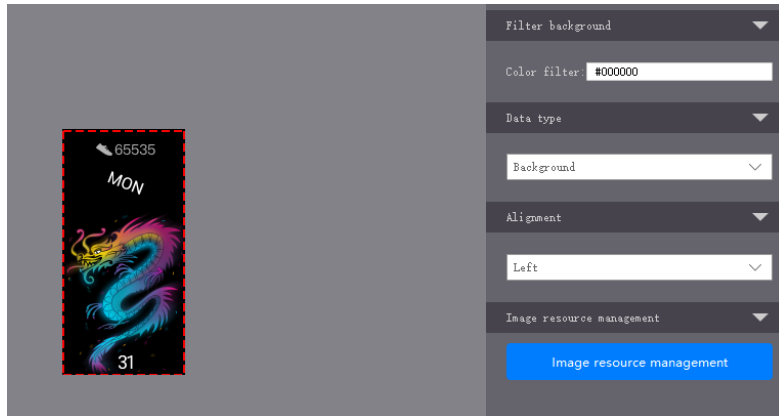 65535
MON
31
Filter background
Color filter: #000000
Data type
Background
Alignment
Left
Image resource management
Image resource management